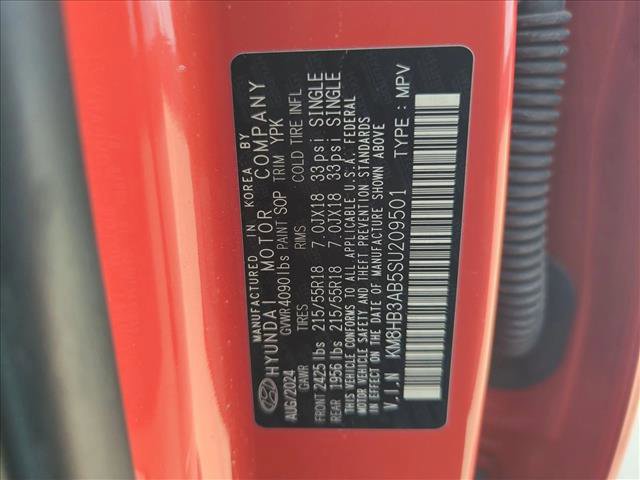 MANUFACTURED IN KOREA BY
HYUNDAI MOTOR COMPANY
AUG/2024 GVWR 4090 lbs PAINT SOP TRIM YPK
GAWR TIRES RIMS COLD TIRE INFL
FRONT 2425 lbs 215/55R18 7.0JX18 33psi SINGLE
REAR 1956 lbs 215/55R18 7.0JX18 33psi SINGLE
THIS VEHICLE CONFORMS TO ALL APPLICABLE U.S.A. FEDERAL
MOTOR VEHICLE SAFETY AND THEFT PREVENTION STANDARDS
IN EFFECT ON THE DATE OF MANUFACTURE SHOWN ABOVE
V.I.N KM8HB3AB5SU209501 TYPE : MPV